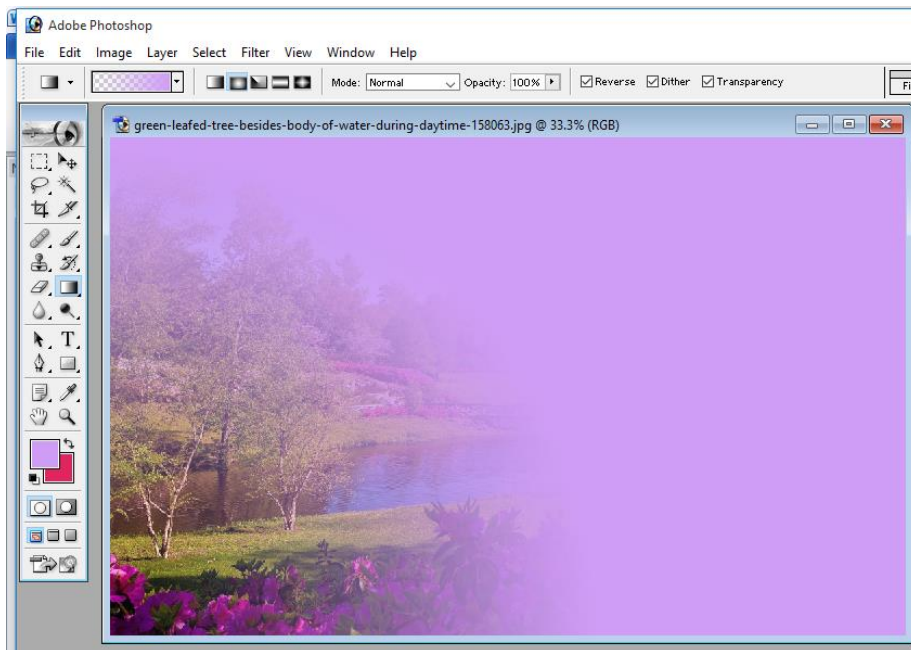 Adobe Photoshop
File Edit Image Layer Select Filter View Window Help
Mode: Normal Opacity: 100% Reverse Dither Transparency
Fi
green-leafed-tree-besides-body-of-water-during-daytime-158063.jpg @ 33.3% (RGB)
T